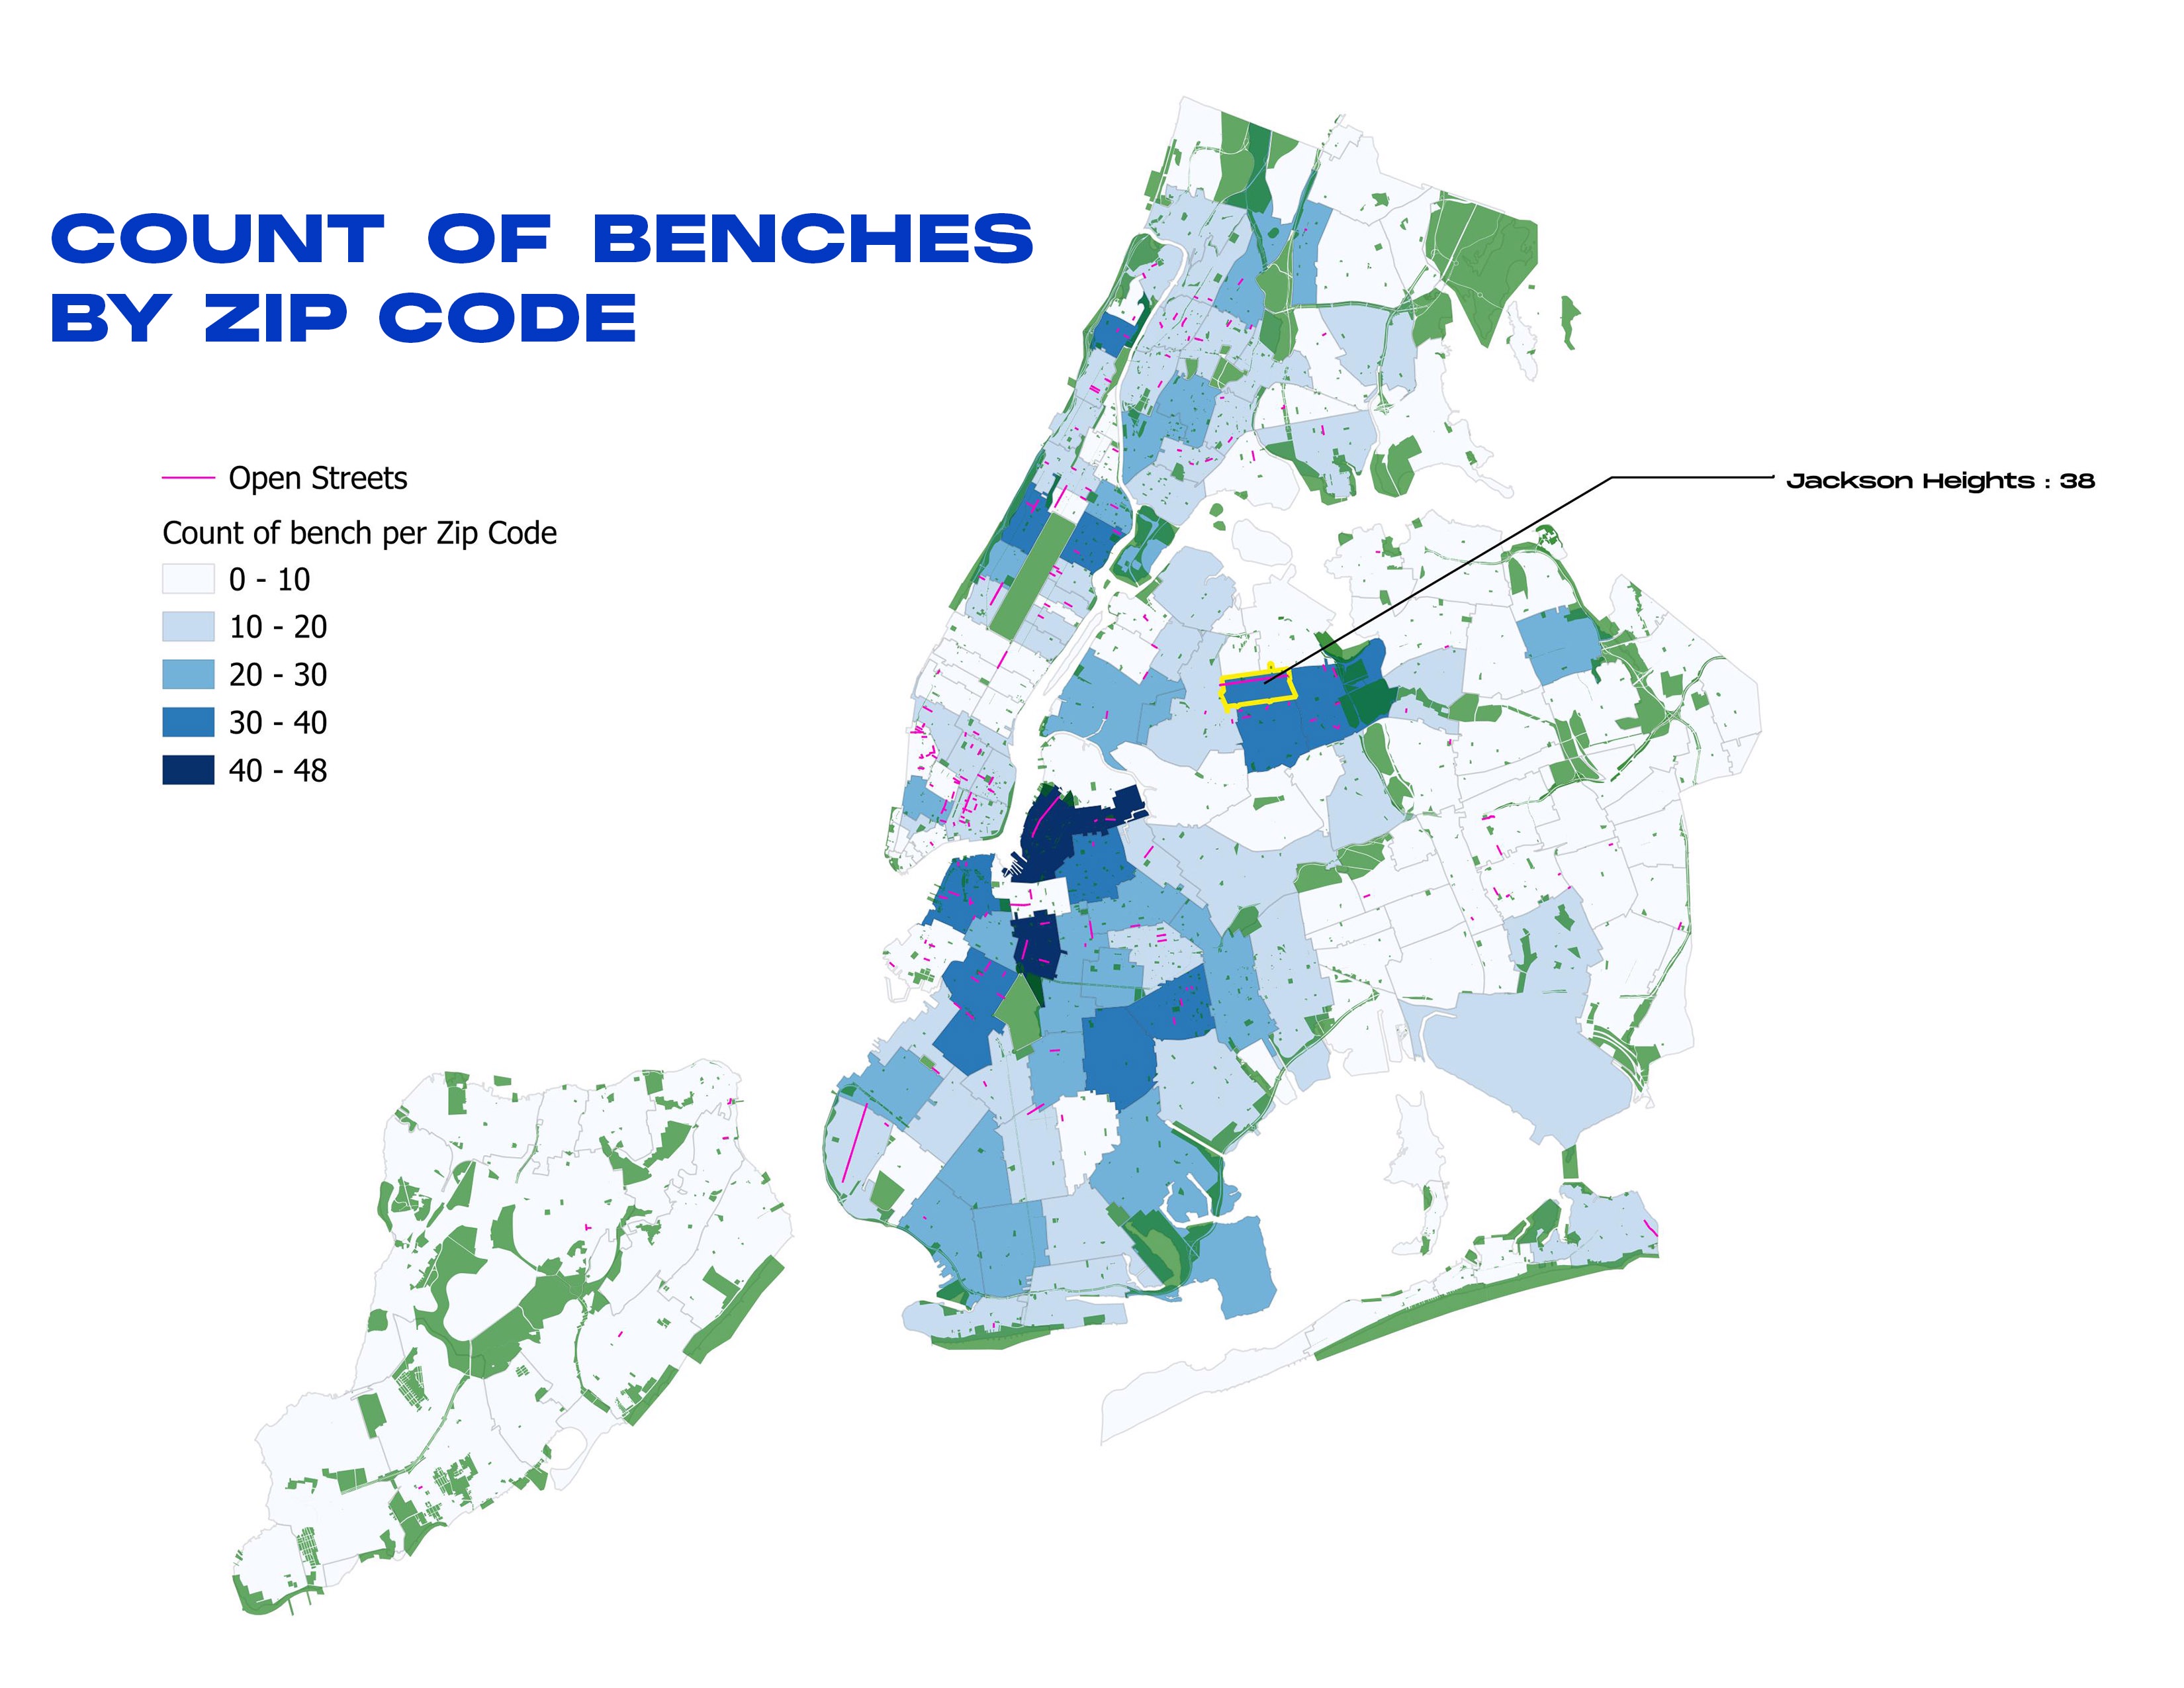 COUNT OF BENCHES
BY ZIP CODE
Open Streets
Count of bench per Zip Code
0 - 10
10 - 20
20 - 30
30 - 40
40 - 48
Jackson Heights : 38